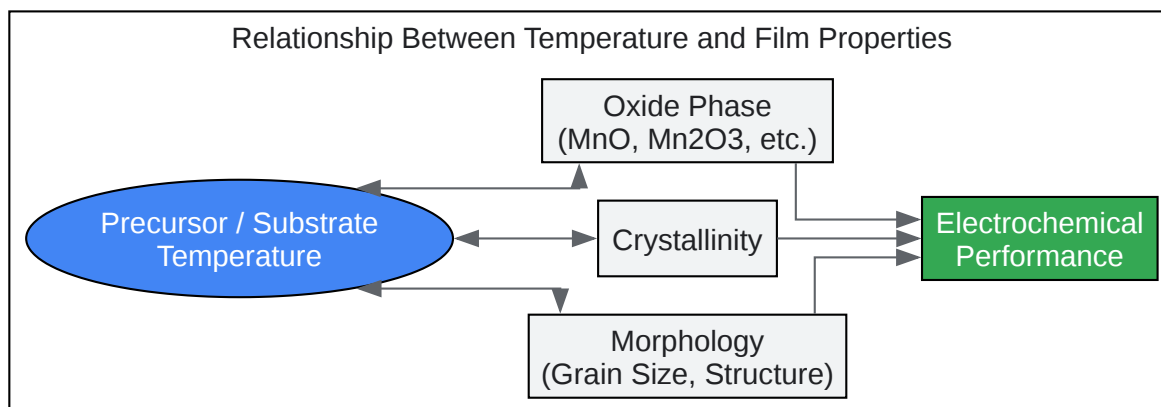 Relationship Between Temperature and Film Properties
Oxide Phase
(MnO, Mn2O3, etc.)
Precursor / Substrate
Temperature
Crystallinity
Electrochemical
Performance
Morphology
(Grain Size, Structure)